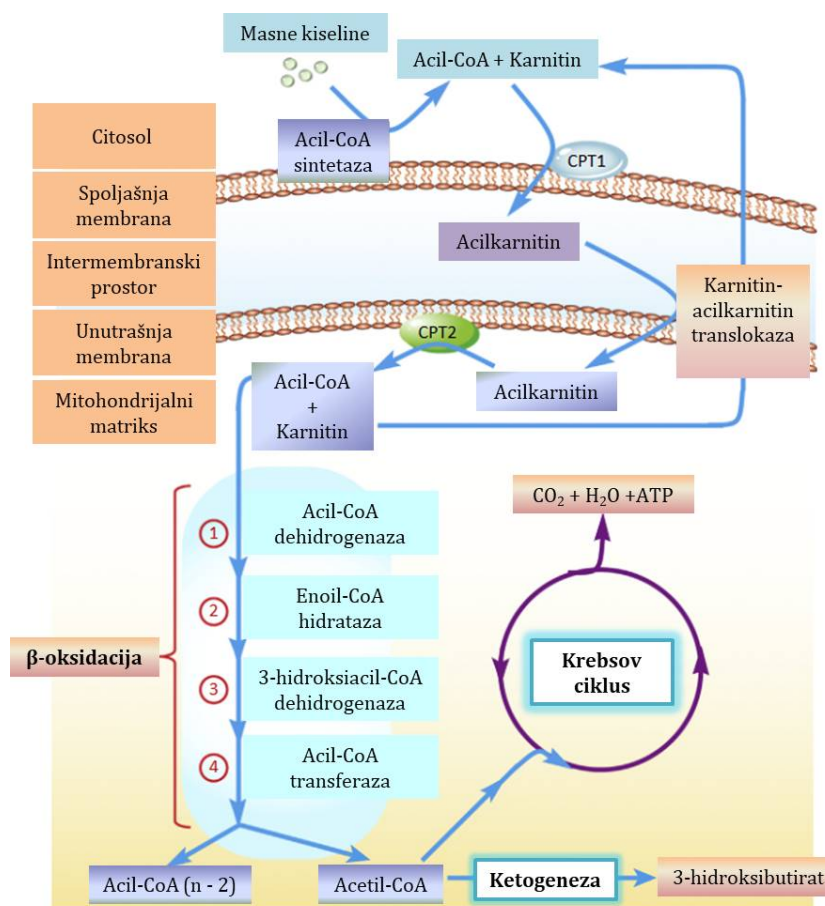 Masne kiseline
Acil-CoA + Karnitin
Citosol
Acil-CoA
sintetaza
CPT1
Spoljašnja
membrana
Acilkarnitin
Intermembranski
prostor
Karnitin-
acilkarnitin
translokaza
Unutrašnja
membrana
CPT2
Acil-CoA
+
Karnitin
Acilkarnitin
Mitohondrijalni
matriks
CO₂ + H₂O +ATP
1
Acil-CoA
dehidrogenaza
2
Enoil-CoA
hidrataza
β-oksidacija
Krebsov
ciklus
3
3-hidroksiacil-CoA
dehidrogenaza
4
Acil-CoA
transferaza
Acil-CoA (n - 2)
Acetil-CoA
Ketogeneza
3-hidroksibutirat